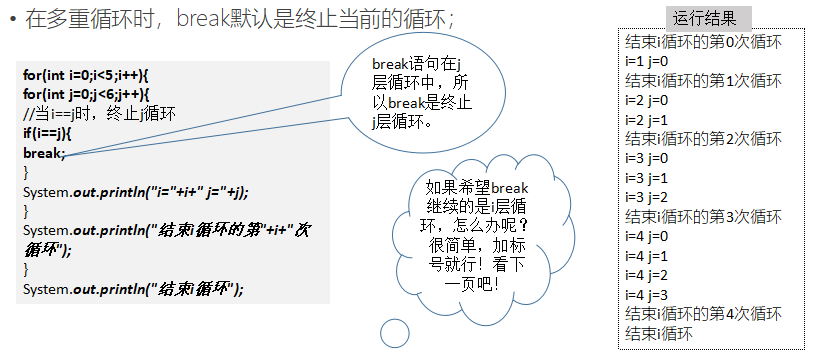 • 在多重循环时，break默认是终止当前的循环；
for(int i=0;i<5;i++){
for(int j=0;j<6;j++){
//当i==j时，终止j循环
if(i==j){
break;
}
System.out.println("i="+i+" j="+j);
}
System.out.println("结束i循环的第"+i+"次
循环");
}
System.out.println("结束i循环");
break语句在j
层循环中，所
以break是终止
j层循环。
如果希望break
继续的是i层循
环，怎么办呢？
很简单，加标
号就行！看下
一页吧！
运行结果
结束i循环的第0次循环
i=1 j=0
结束i循环的第1次循环
i=2 j=0
i=2 j=1
结束i循环的第2次循环
i=3 j=0
i=3 j=1
i=3 j=2
结束i循环的第3次循环
i=4 j=0
i=4 j=1
i=4 j=2
i=4 j=3
结束i循环的第4次循环
结束i循环